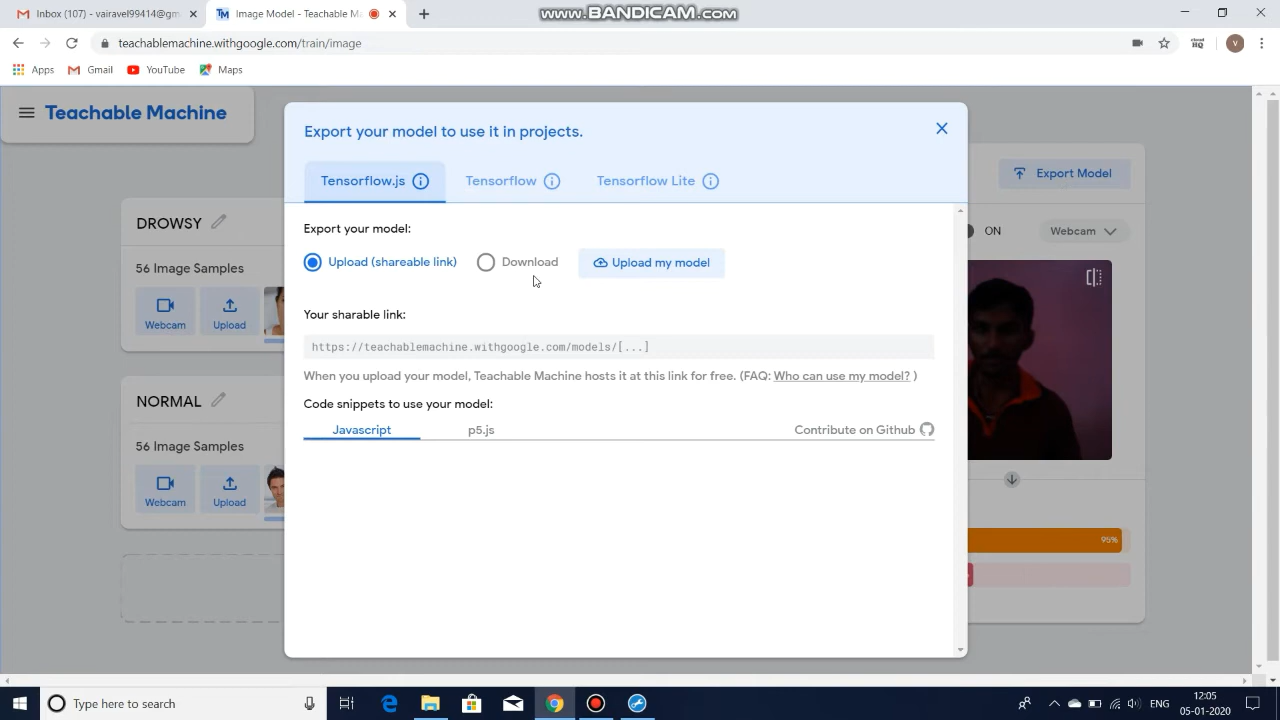 Inbox (107) - vairavel99414@gm
Image Model - Teachable M
www.BANDICAM.com
teachablemachine.withgoogle.com/train/image
cloud HQ
V
Apps
Gmail
YouTube
Maps
Teachable Machine
Export your model to use it in projects.
Tensorflow.js
Tensorflow
Tensorflow Lite
Export Model
Export your model:
DROWSY
ON
Webcam
Upload (shareable link)
Download
Upload my model
56 Image Samples
Webcam
Upload
Your sharable link:
https://teachablemachine.withgoogle.com/models/[...]
When you upload your model, Teachable Machine hosts it at this link for free. (FAQ: Who can use my model? )
Code snippets to use your model:
NORMAL
Javascript
p5.js
Contribute on Github
56 Image Samples
Webcam
Upload
95%
Type here to search
ENG
12:05
05-01-2020